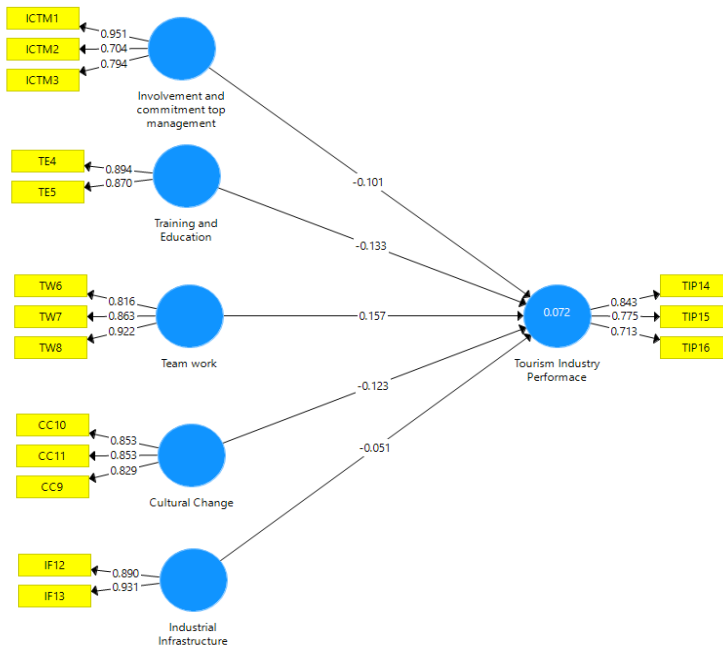 ICTM1
0.951
ICTM2
0.704
0.794
ICTM3
Involvement and
commitment top
management
-0.101
TE4
0.894
0.870
TE5
Training and
Education
-0.133
TW6
0.816
TW7
0.863
0.922
TW8
Team work
0.157
0.072
Tourism Industry
Performace
0.843
TIP14
0.775
TIP15
0.713
TIP16
-0.123
CC10
0.853
CC11
0.853
0.829
CC9
Cultural Change
-0.051
IF12
0.890
0.931
IF13
Industrial
Infrastructure